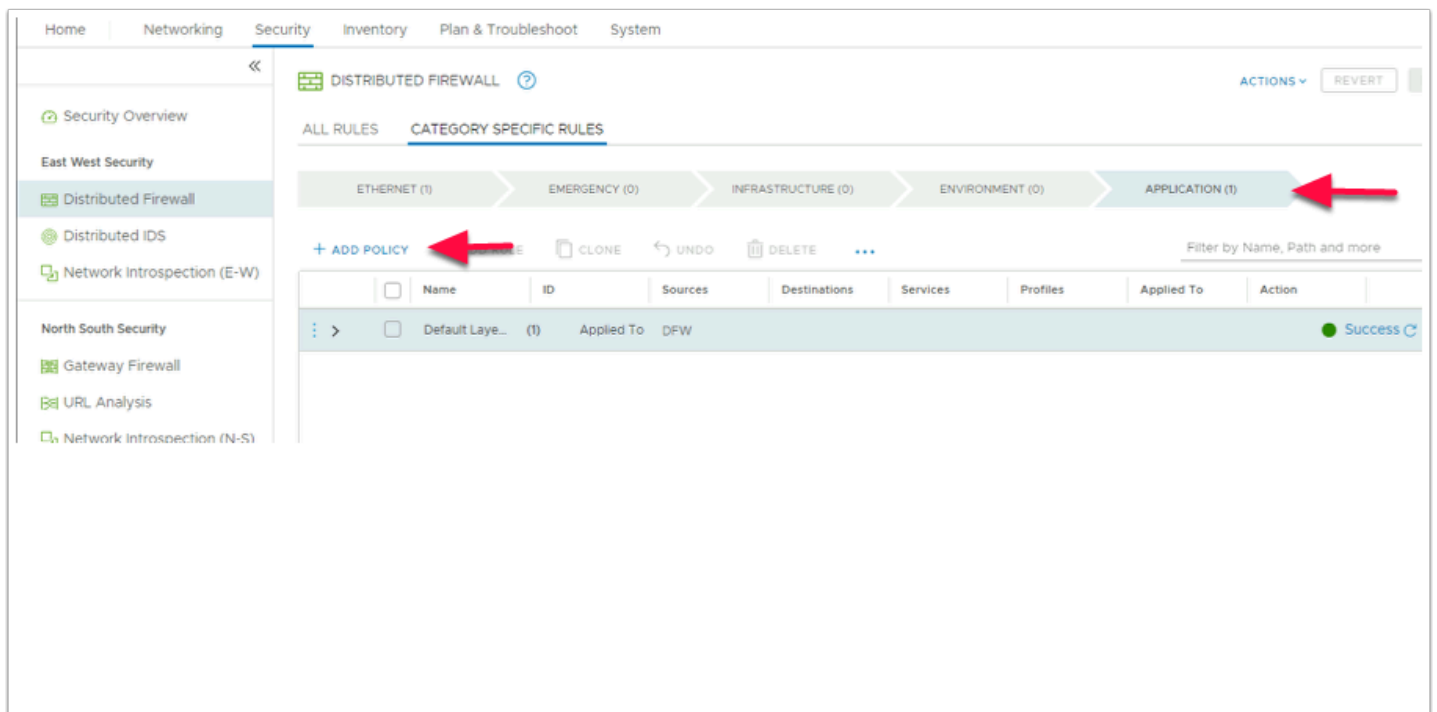 Home Networking Security Inventory Plan & Troubleshoot System
«
Security Overview
East West Security
Distributed Firewall
Distributed IDS
Network Introspection (E-W)
North South Security
Gateway Firewall
URL Analysis
Network Introspection (N-S)
DISTRIBUTED FIREWALL ?
ACTIONS REVERT
ALL RULES CATEGORY SPECIFIC RULES
ETHERNET (1) EMERGENCY (0) INFRASTRUCTURE (0) ENVIRONMENT (0) APPLICATION (1)
+ ADD POLICY CLONE UNDO DELETE ...
Filter by Name, Path and more
Name ID Sources Destinations Services Profiles Applied To Action
Default Laye... (1) Applied To DFW Success